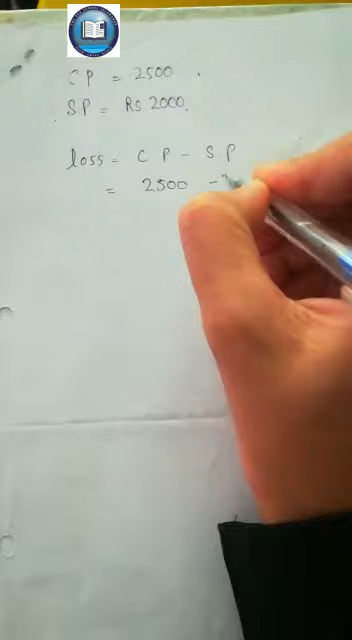 C P = 2500
S.P = Rs 2000.
loss = C P - S.P
= 2500 -